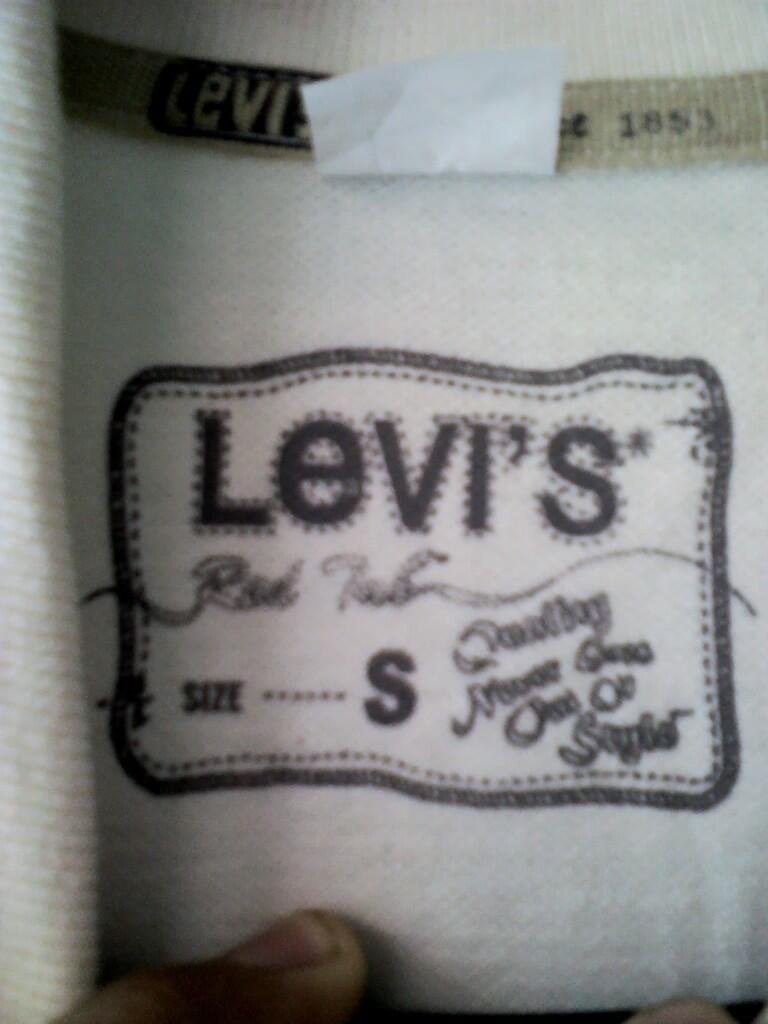 LEVI'S
1853
LEVI'S
Red Tab
SIZE ------ S
Quality
Never Goes
Out Of
Style